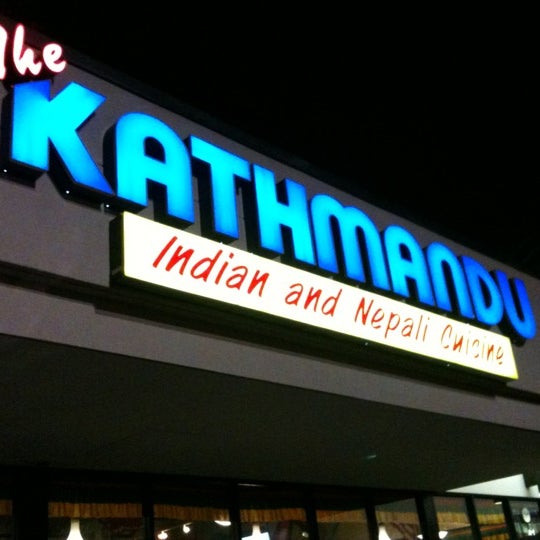 The
KATHMANDU
Indian and Nepali Cuisine